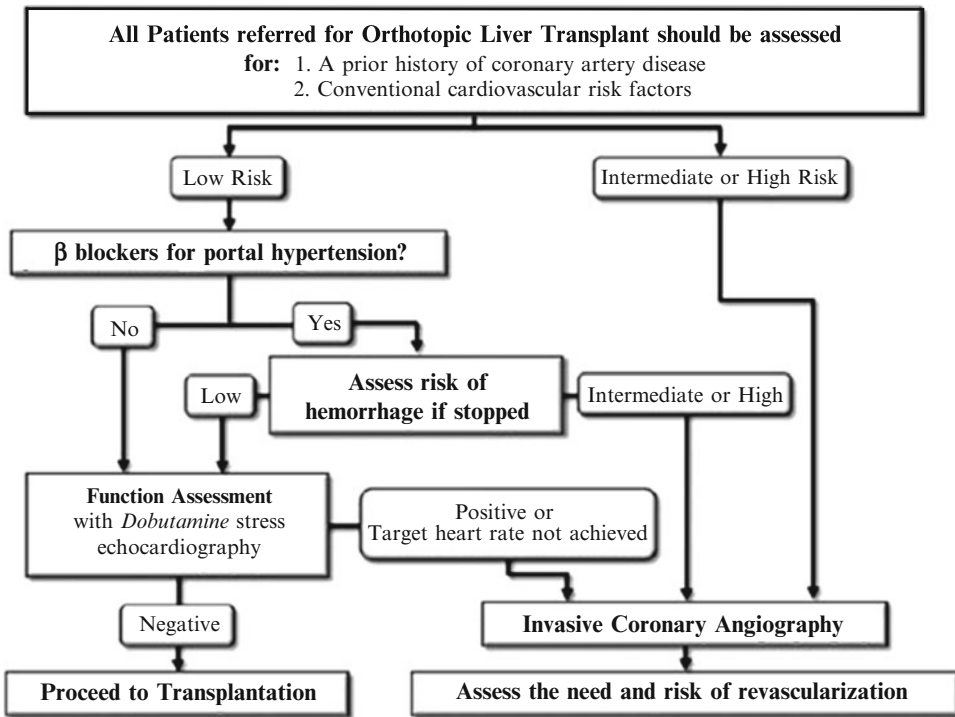 All Patients referred for Orthotopic Liver Transplant should be assessed
for: 1. A prior history of coronary artery disease
2. Conventional cardiovascular risk factors
Low Risk
Intermediate or High Risk
β blockers for portal hypertension?
No
Yes
Assess risk of
hemorrhage if stopped
Low
Intermediate or High
Function Assessment
with Dobutamine stress
echocardiography
Positive or
Target heart rate not achieved
Negative
Invasive Coronary Angiography
Proceed to Transplantation
Assess the need and risk of revascularization